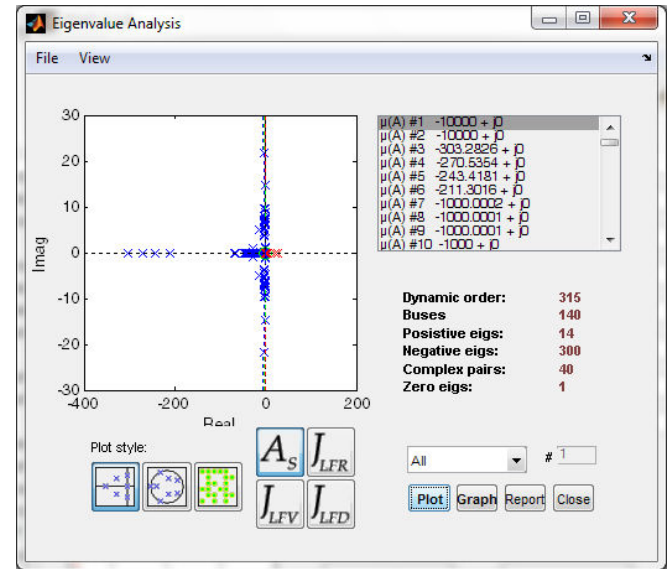 Eigenvalue Analysis
File View
30
20
10
0
-10
-20
-30
Imag
-400 -200 0 200
Real
µ(A) #1 -10000 + j0
µ(A) #2 -10000 + j0
µ(A) #3 -303.2826 + j0
µ(A) #4 -270.5354 + j0
µ(A) #5 -243.4181 + j0
µ(A) #6 -211.3016 + j0
µ(A) #7 -1000.0002 + j0
µ(A) #8 -1000.0001 + j0
µ(A) #9 -1000.0001 + j0
µ(A) #10 -1000 + j0
Dynamic order: 315
Buses 140
Posistive eigs: 14
Negative eigs: 300
Complex pairs: 40
Zero eigs: 1
Plot style:
AS JLFR
JLFV JLFD
All # 1
Plot Graph Report Close